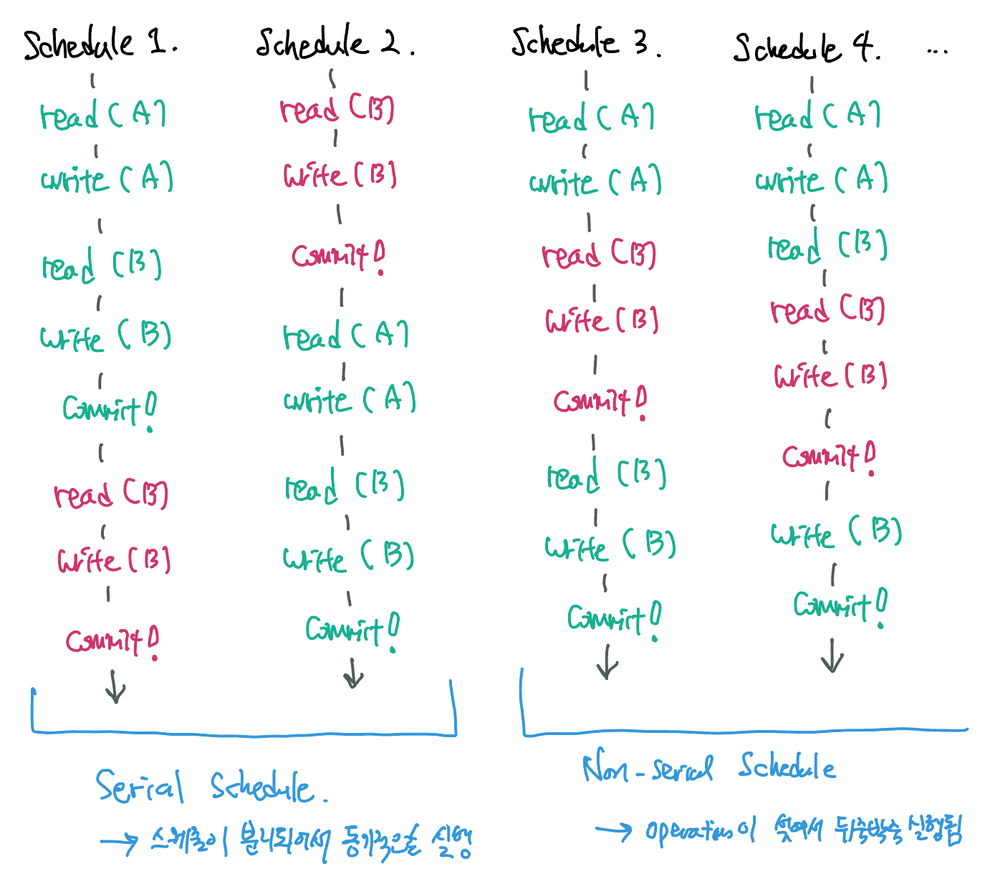 Schedule 1.
read (A)
write (A)
read (B)
write (B)
Commit!
read (B)
write (B)
Commit!
Schedule 2.
read (B)
write (B)
Commit!
read (A)
write (A)
read (B)
write (B)
Commit!
Serial Schedule.
→ 스케줄이 분리되어서 동기적으로 실행
Schedule 3.
read (A)
write (A)
read (B)
write (B)
Commit!
read (B)
write (B)
Commit!
Schedule 4.
read (A)
write (A)
read (B)
read (B)
write (B)
Commit!
write (B)
Commit!
...
Non-serial Schedule
→ operation이 섞여서 뒤죽박죽 실행됨